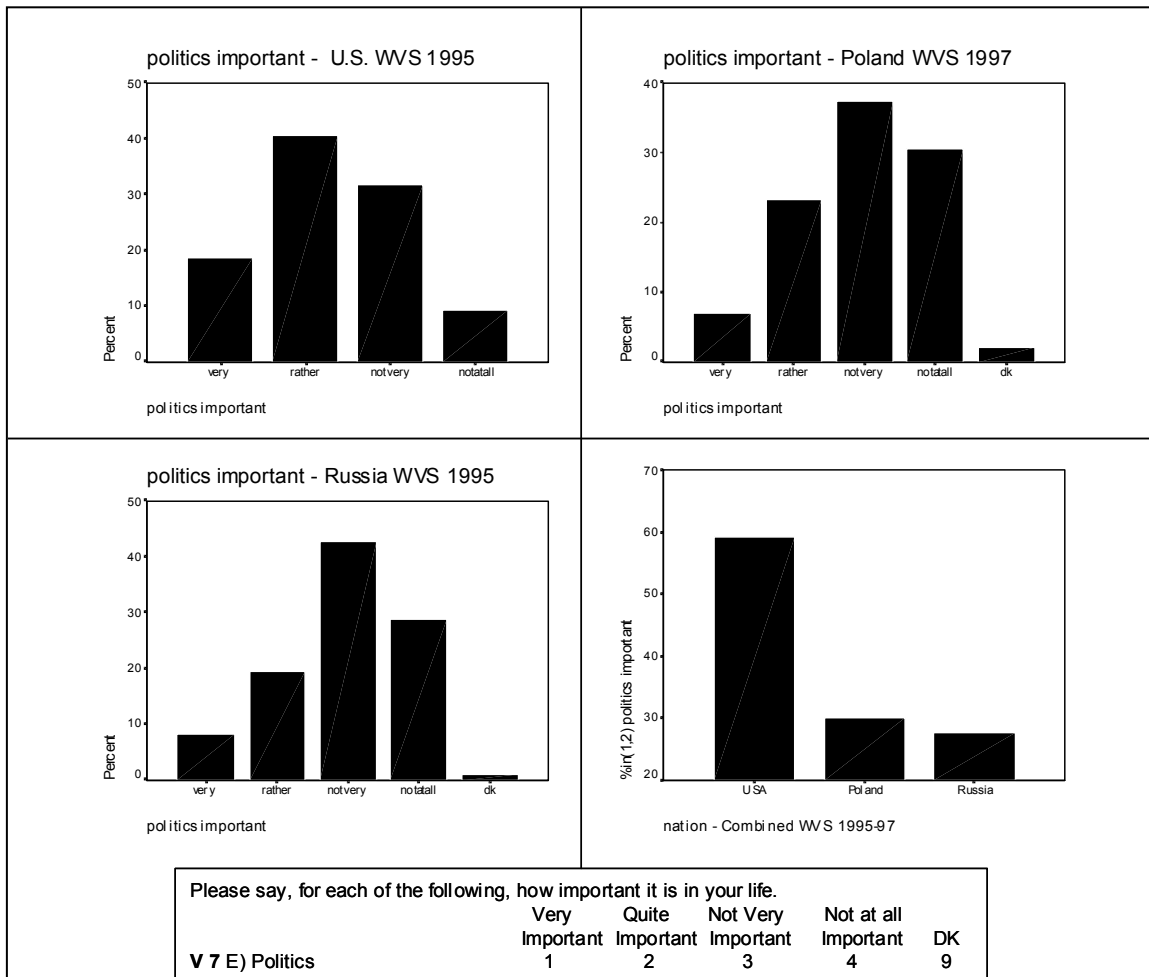 politics important - U.S. WVS 1995
50
40
30
20
10
0
Percent
very rather notvery notatall
politics important
politics important - Poland WVS 1997
40
30
20
10
0
Percent
very rather notvery notatall dk
politics important
politics important - Russia WVS 1995
50
40
30
20
10
0
Percent
very rather notvery notatall dk
politics important
70
60
50
40
30
20
%in(1,2) politics important
USA Poland Russia
nation - Combined WVS 1995-97
Please say, for each of the following, how important it is in your life.
Very Quite Not Very Not at all
Important Important Important Important DK
V 7 E) Politics 1 2 3 4 9